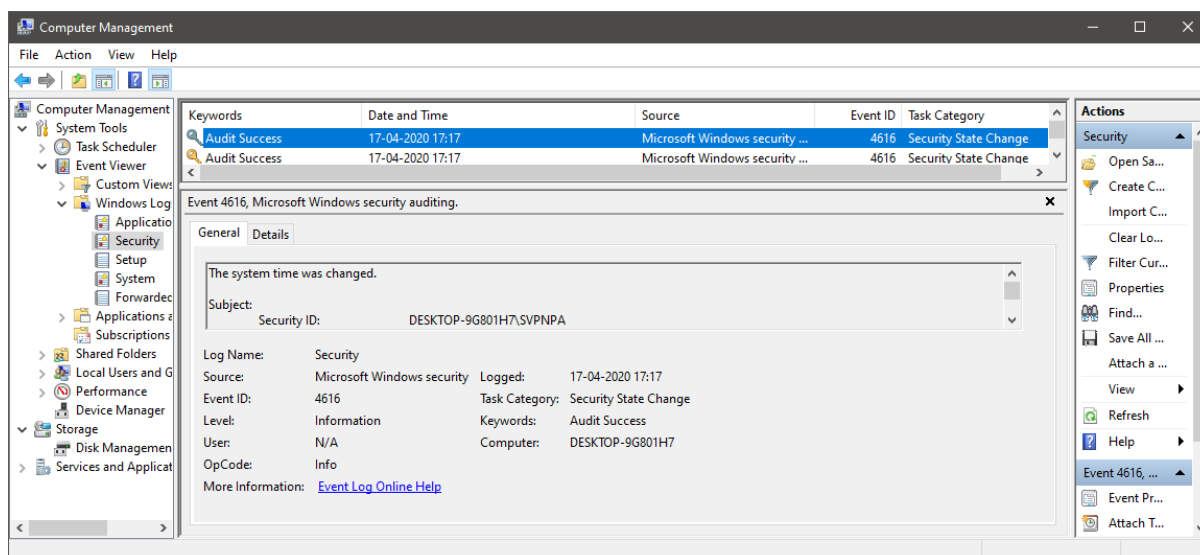 Computer Management
File Action View Help
Computer Management
System Tools
Task Scheduler
Event Viewer
Custom Views
Windows Log
Applicatio
Security
Setup
System
Forwarded
Applications a
Subscriptions
Shared Folders
Local Users and G
Performance
Device Manager
Storage
Disk Managemen
Services and Applicat
Keywords Date and Time Source Event ID Task Category
Audit Success 17-04-2020 17:17 Microsoft Windows security ... 4616 Security State Change
Audit Success 17-04-2020 17:17 Microsoft Windows security ... 4616 Security State Change
Event 4616, Microsoft Windows security auditing.
General Details
The system time was changed.
Subject:
Security ID: DESKTOP-9G801H7\SVPNPA
Log Name: Security
Source: Microsoft Windows security Logged: 17-04-2020 17:17
Event ID: 4616 Task Category: Security State Change
Level: Information Keywords: Audit Success
User: N/A Computer: DESKTOP-9G801H7
OpCode: Info
More Information: Event Log Online Help
Actions
Security
Open Sa...
Create C...
Import C...
Clear Lo...
Filter Cur...
Properties
Find...
Save All ...
Attach a ...
View
Refresh
Help
Event 4616, ...
Event Pr...
Attach T...